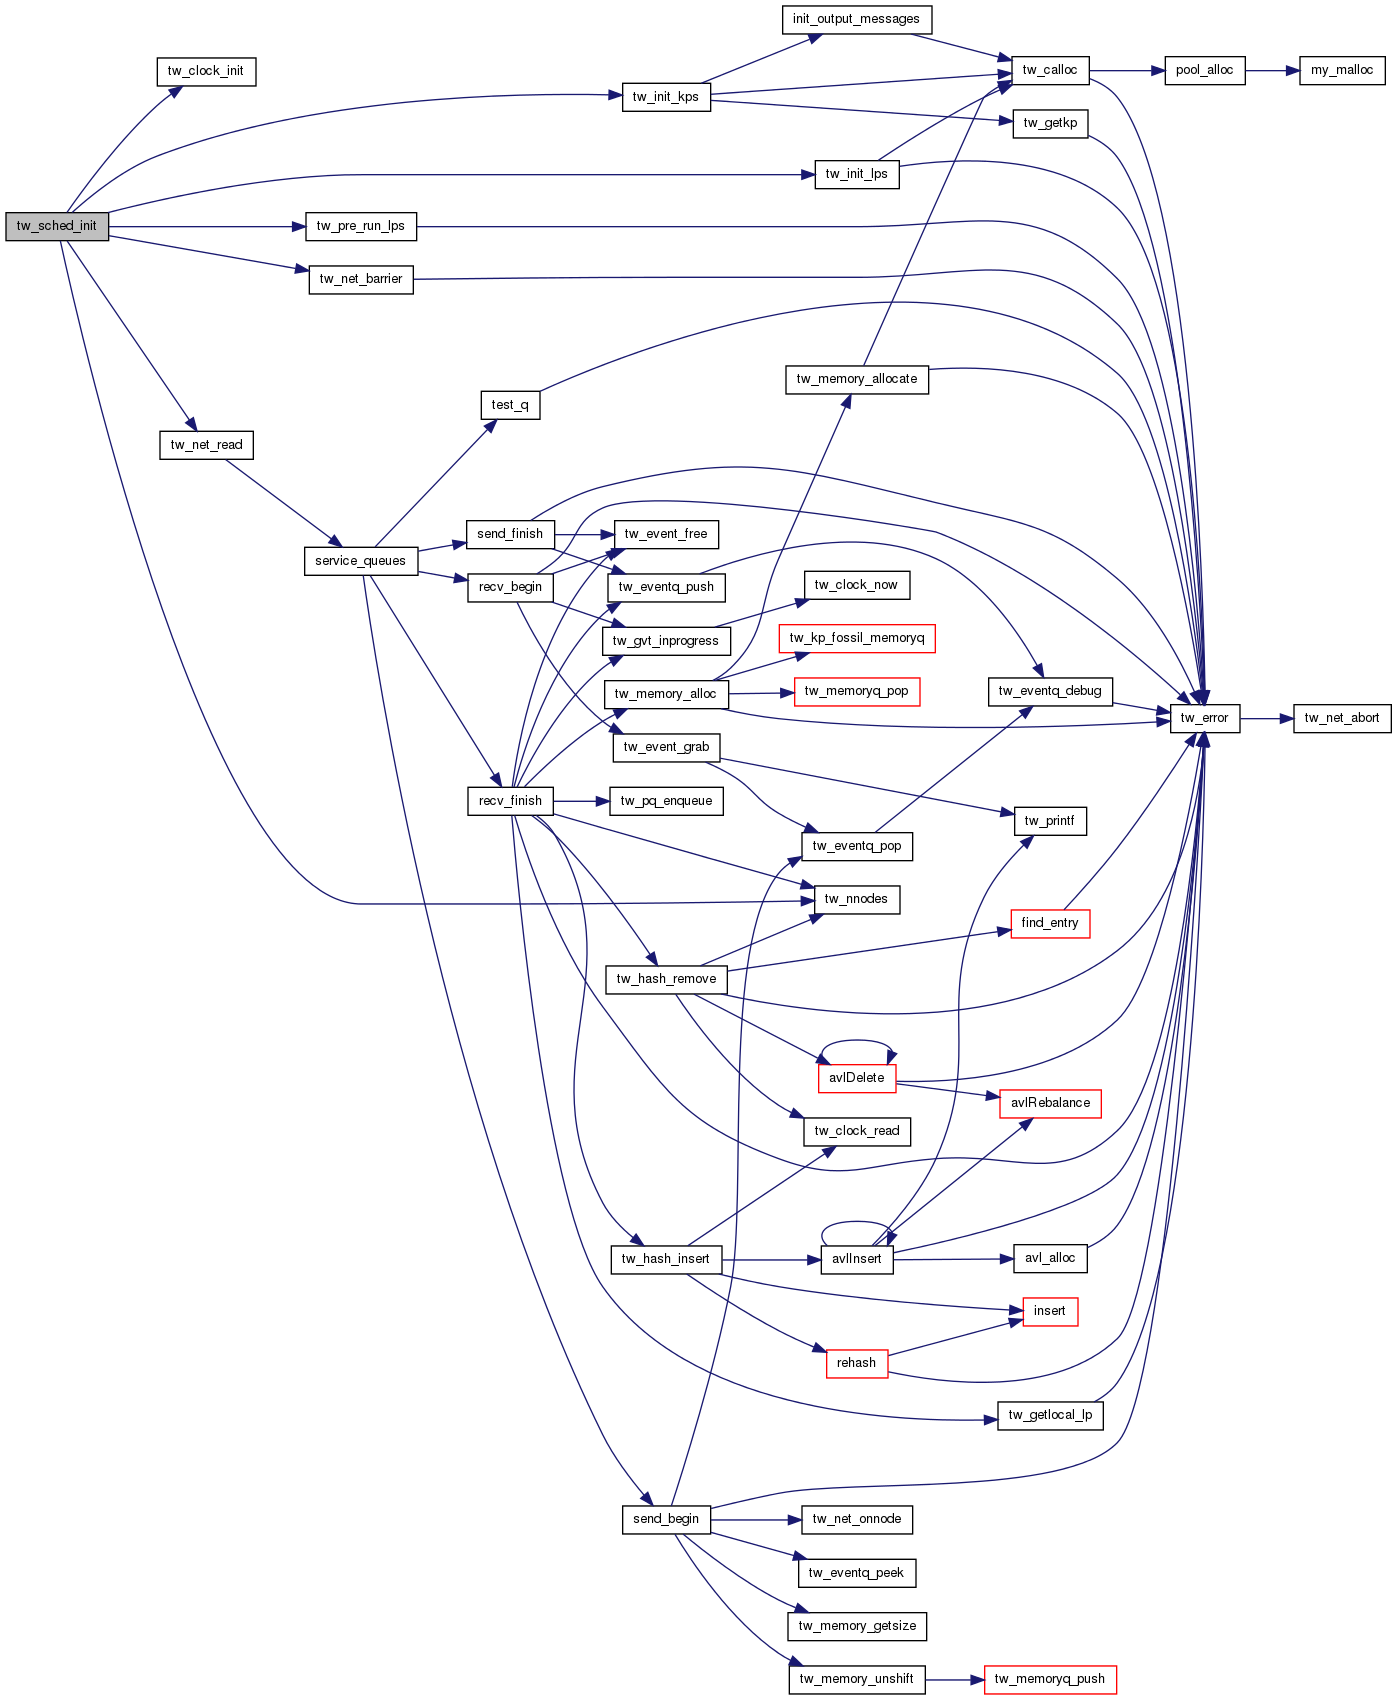 init_output_messages
tw_clock_init
tw_calloc
pool_alloc
my_malloc
tw_init_kps
tw_getkp
tw_init_lps
tw_sched_init
tw_pre_run_lps
tw_net_barrier
tw_memory_allocate
test_q
tw_net_read
send_finish
tw_event_free
service_queues
recv_begin
tw_eventq_push
tw_clock_now
tw_gvt_inprogress
tw_kp_fossil_memoryq
tw_memory_alloc
tw_memoryq_pop
tw_eventq_debug
tw_error
tw_net_abort
tw_event_grab
recv_finish
tw_pq_enqueue
tw_printf
tw_eventq_pop
tw_nnodes
find_entry
tw_hash_remove
avlDelete
avlRebalance
tw_clock_read
tw_hash_insert
avlInsert
avl_alloc
insert
rehash
tw_getlocal_lp
send_begin
tw_net_onnode
tw_eventq_peek
tw_memory_getsize
tw_memory_unshift
tw_memoryq_push